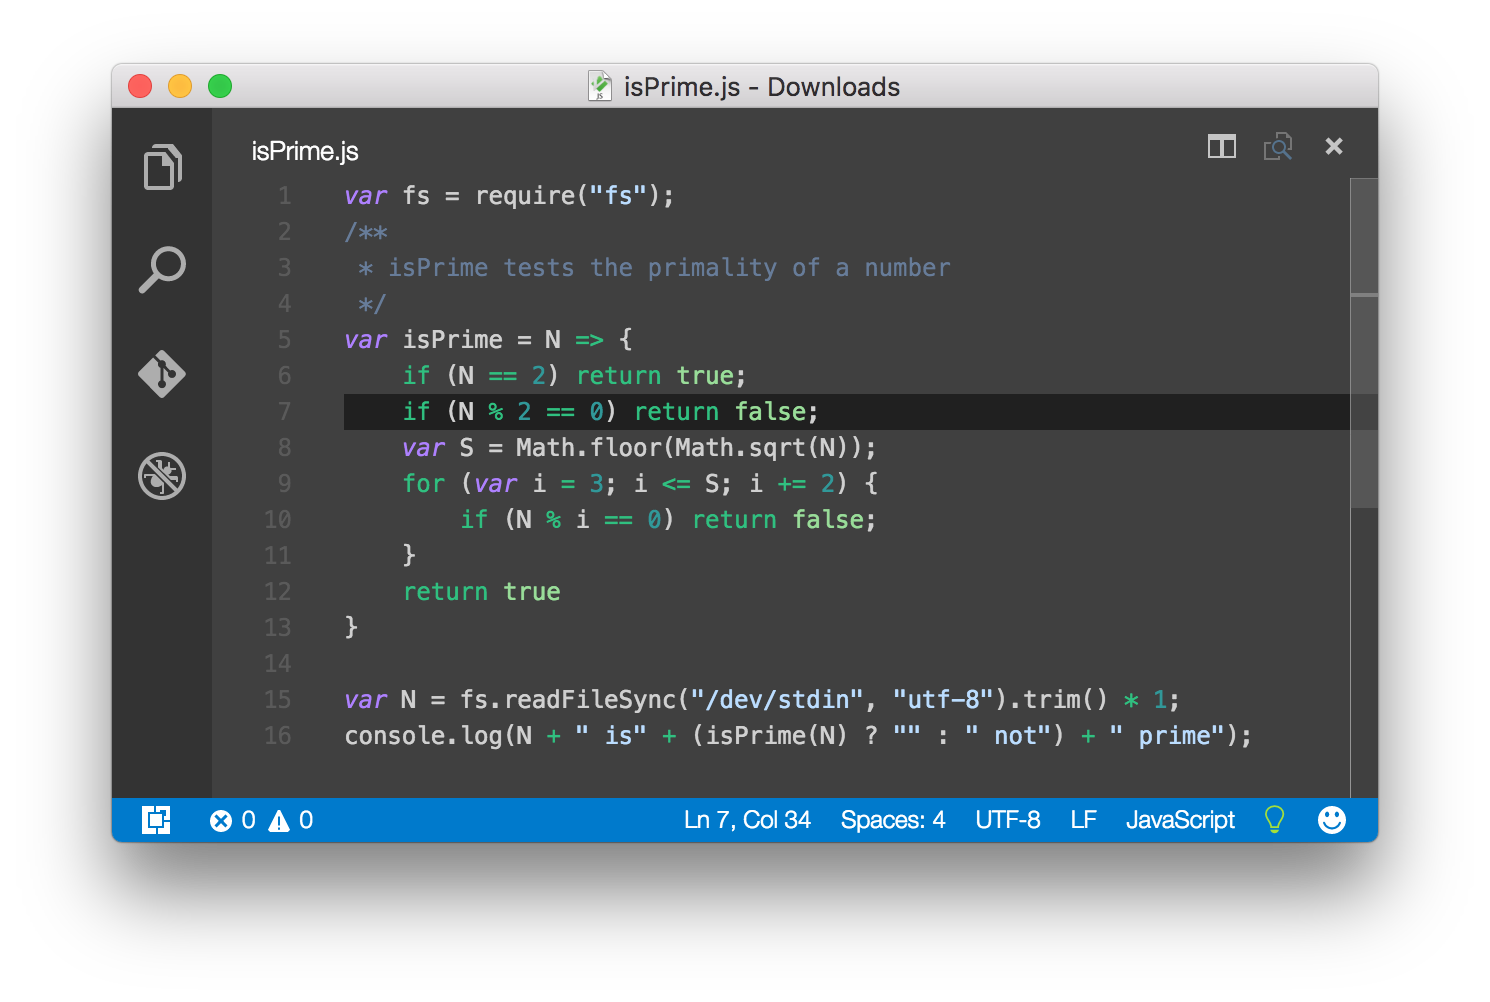 isPrime.js - Downloads
isPrime.js
1 var fs = require("fs");
2 /**
3  * isPrime tests the primality of a number
4  */
5 var isPrime = N => {
6     if (N == 2) return true;
7     if (N % 2 == 0) return false;
8     var S = Math.floor(Math.sqrt(N));
9     for (var i = 3; i <= S; i += 2) {
10         if (N % i == 0) return false;
11     }
12     return true
13 }
14
15 var N = fs.readFileSync("/dev/stdin", "utf-8").trim() * 1;
16 console.log(N + " is" + (isPrime(N) ? "" : " not") + " prime");
0 0 Ln 7, Col 34 Spaces: 4 UTF-8 LF JavaScript